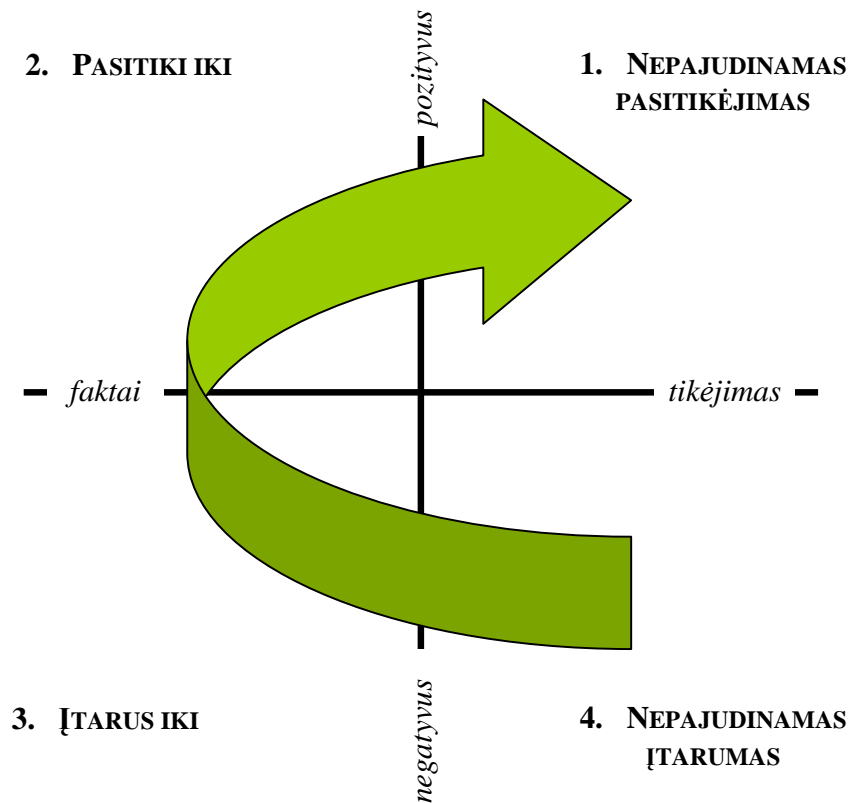 pozityvus
2. PASITIKI IKI
1. NEPAJUDINAMAS
PASITIKĖJIMAS
faktai
tikėjimas
3. ĮTARUS IKI
negatyvus
4. NEPAJUDINAMAS
ĮTARUMAS